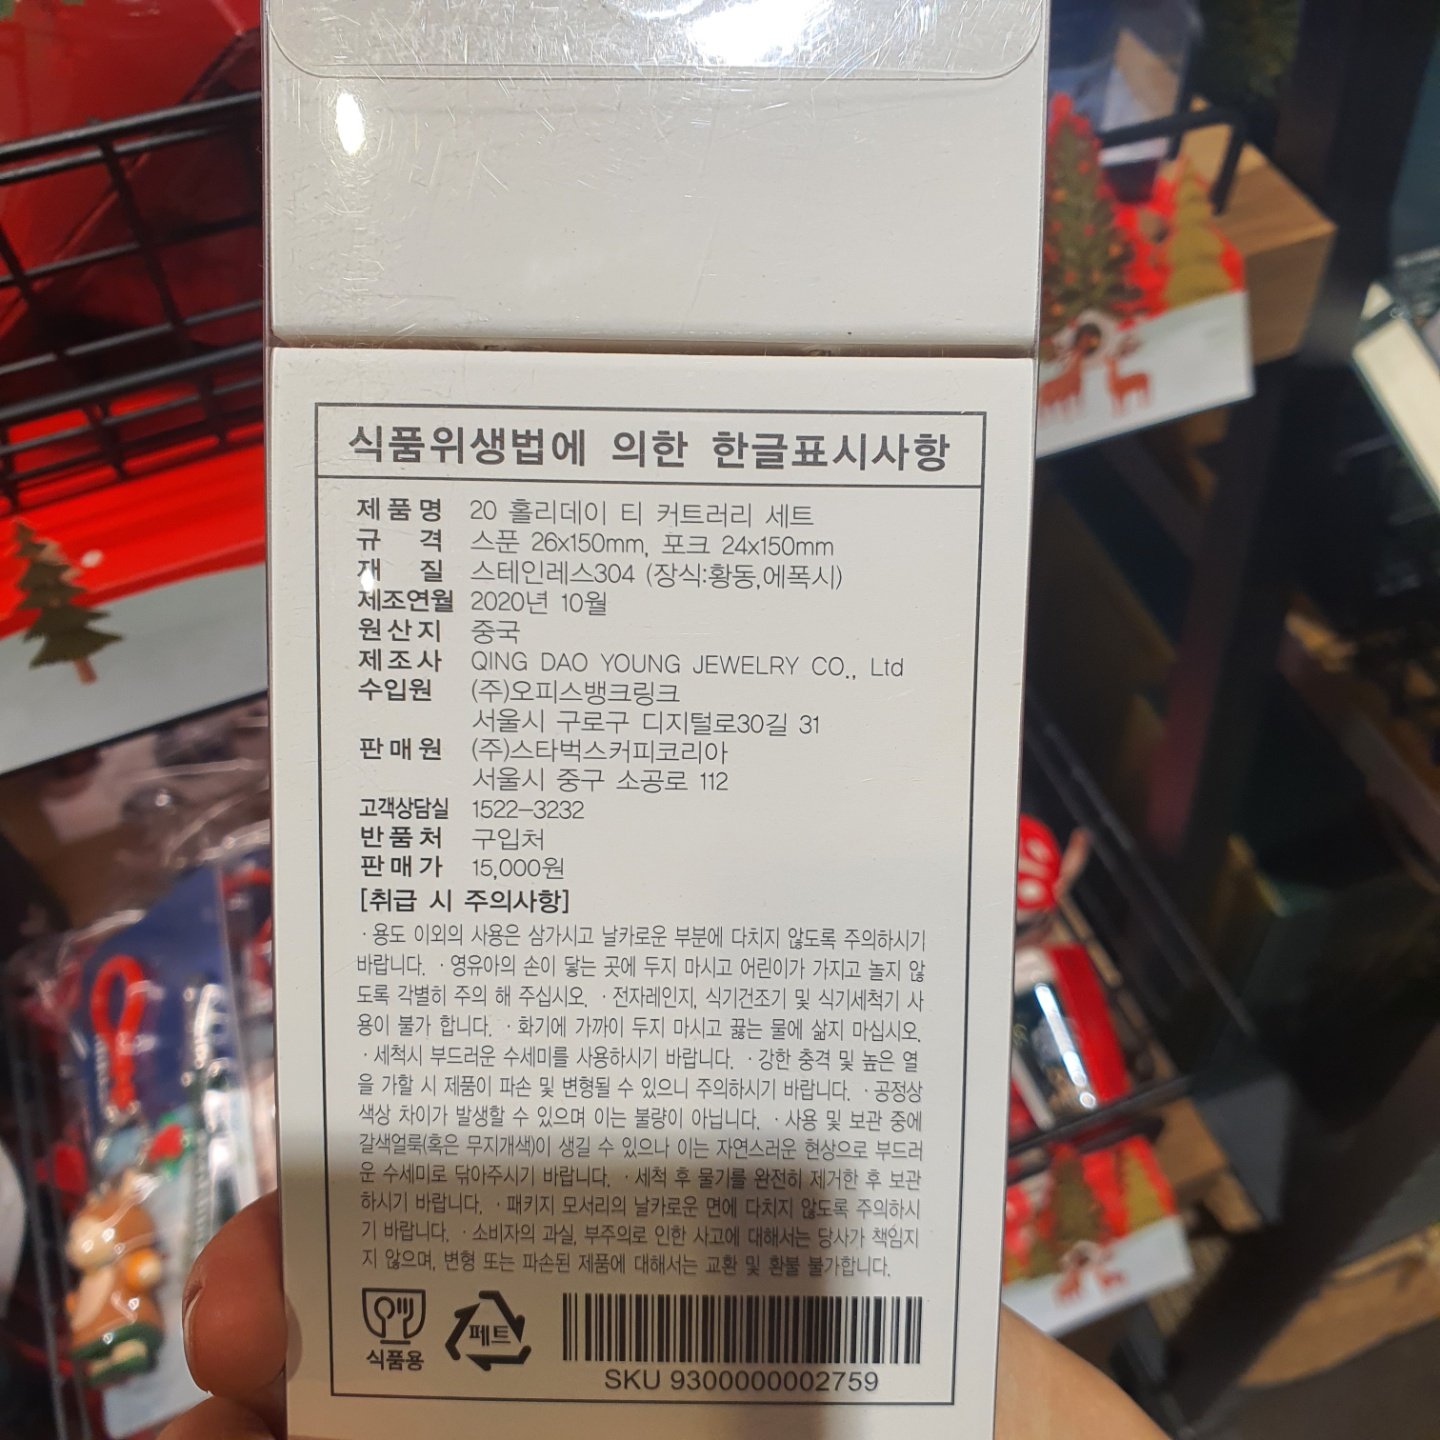 식품위생법에 의한 한글표시사항
제품명 20 홀리데이 티 커트러리 세트
규 격 스푼 26x150mm, 포크 24x150mm
재 질 스테인레스304 (장식:황동,에폭시)
제조연월 2020년 10월
원산지 중국
제조사 QING DAO YOUNG JEWELRY CO., Ltd
수입원 (주)오피스뱅크링크
서울시 구로구 디지털로30길 31
판매원 (주)스타벅스커피코리아
서울시 중구 소공로 112
고객상담실 1522-3232
반품처 구입처
판매가 15,000원
[취급 시 주의사항]
·용도 이외의 사용은 삼가시고 날카로운 부분에 다치지 않도록 주의하시기
바랍니다. ·영유아의 손이 닿는 곳에 두지 마시고 어린이가 가지고 놀지 않
도록 각별히 주의 해 주십시오. ·전자레인지, 식기건조기 및 식기세척기 사
용이 불가 합니다. ·화기에 가까이 두지 마시고 끓는 물에 삶지 마십시오.
·세척시 부드러운 수세미를 사용하시기 바랍니다. ·강한 충격 및 높은 열
을 가할 시 제품이 파손 및 변형될 수 있으니 주의하시기 바랍니다. ·공정상
색상 차이가 발생할 수 있으며 이는 불량이 아닙니다. ·사용 및 보관 중에
갈색얼룩(혹은 무지개색)이 생길 수 있으나 이는 자연스러운 현상으로 부드러
운 수세미로 닦아주시기 바랍니다. ·세척 후 물기를 완전히 제거한 후 보관
하시기 바랍니다. ·패키지 모서리의 날카로운 면에 다치지 않도록 주의하시
기 바랍니다. ·소비자의 과실, 부주의로 인한 사고에 대해서는 당사가 책임지
지 않으며, 변형 또는 파손된 제품에 대해서는 교환 및 환불 불가합니다.
식품용
페트
SKU 9300000002759